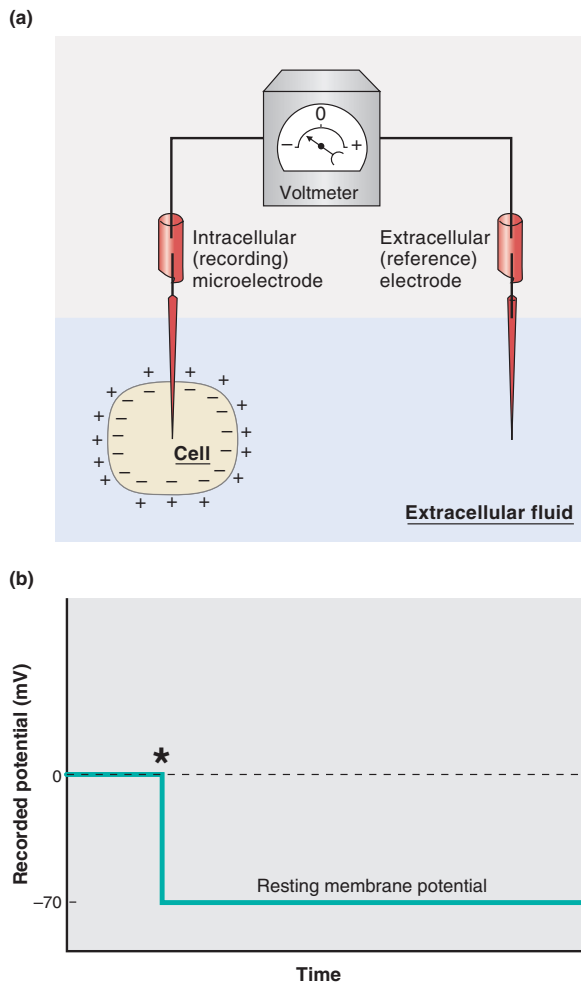 (a)
0
− +
Voltmeter
Intracellular
(recording)
microelectrode
Extracellular
(reference)
electrode
+ + + + + + + + + + + + + + + + + + + +
− − − − − − − − − − − − − − − −
Cell
Extracellular fluid
(b)
Recorded potential (mV)
*
0
Resting membrane potential
−70
Time